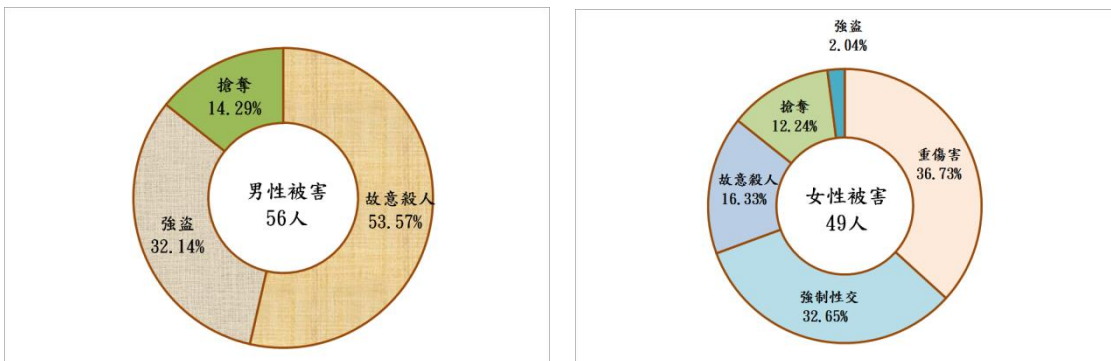 搶奪
14.29%
男性被害
56人
故意殺人
53.57%
強盜
32.14%
強盜
2.04%
搶奪
12.24%
重傷害
36.73%
故意殺人
16.33%
女性被害
49人
強制性交
32.65%